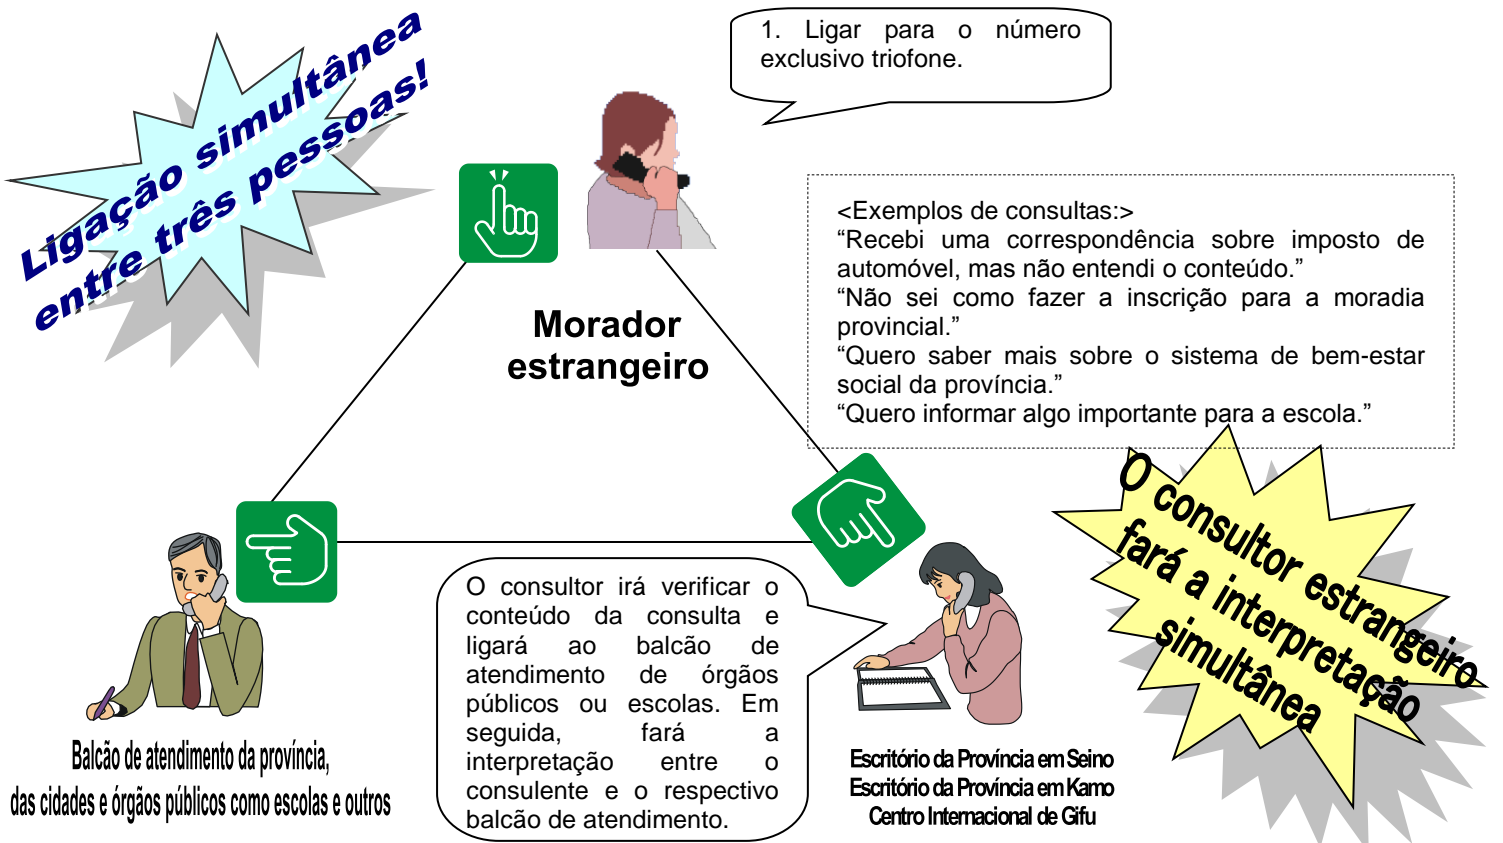 Ligação simultânea
entre três pessoas!
1. Ligar para o número
exclusivo triofone.
<Exemplos de consultas:>
“Recebi uma correspondência sobre imposto de
automóvel, mas não entendi o conteúdo.”
“Não sei como fazer a inscrição para a moradia
provincial.”
“Quero saber mais sobre o sistema de bem-estar
social da província.”
“Quero informar algo importante para a escola.”
Morador
estrangeiro
O consultor estrangeiro
fará a interpretação
simultânea
O consultor irá verificar o
conteúdo da consulta e
ligará ao balcão de
atendimento de órgãos
públicos ou escolas. Em
seguida, fará a
interpretação entre o
consulente e o respectivo
balcão de atendimento.
Balcão de atendimento da província,
das cidades e órgãos públicos como escolas e outros
Escritório da Província em Seino
Escritório da Província em Kamo
Centro Internacional de Gifu